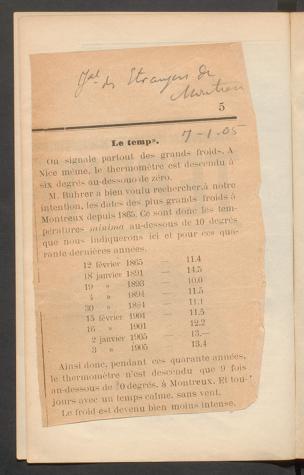 Jal des Etrangers de
Montreux
5
7-1.05
Le temps.
On signale partout des grands froids. A
Nice même, le thermomètre est descendu à
six degrés au-dessous de zéro.
M. Buhrer a bien voulu rechercher, à notre
intention, les dates des plus grands froids à
Montreux depuis 1865. Ce sont donc les tem-
pératures minima au-dessous de 10 degrés
que nous indiquerons ici et pour ces qua-
rante dernières années.
12 février 1865 — 11.4
18 janvier 1891 — 14.5
19 » 1893 — 10.0
4 » 1894 — 11.5
30 » 1894 — 11.1
15 février 1901 — 11.5
16 » 1901 — 12.2
2 janvier 1905 — 13.—
3 » 1905 — 13.4
Ainsi donc, pendant ces quarante années,
le thermomètre n'est descendu que 9 fois
au-dessous de 10 degrés, à Montreux. Et tou-
jours avec un temps calme, sans vent.
Le froid est devenu bien moins intense.